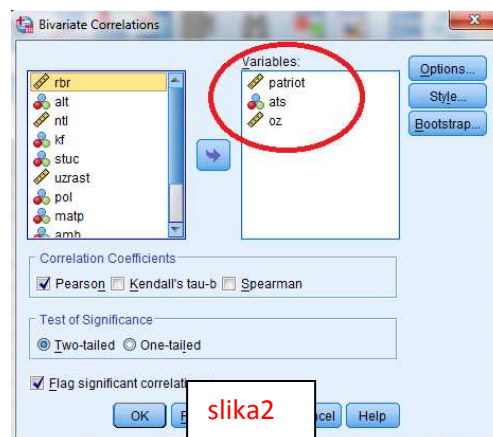 Bivariate Correlations
Variables:
rbr
alt
ntl
kf
stuc
uzrast
pol
matp
amb
patriot
ats
oz
Options...
Style...
Bootstrap...
Correlation Coefficients
Pearson Kendall's tau-b Spearman
Test of Significance
Two-tailed One-tailed
Flag significant
OK Help
slika2